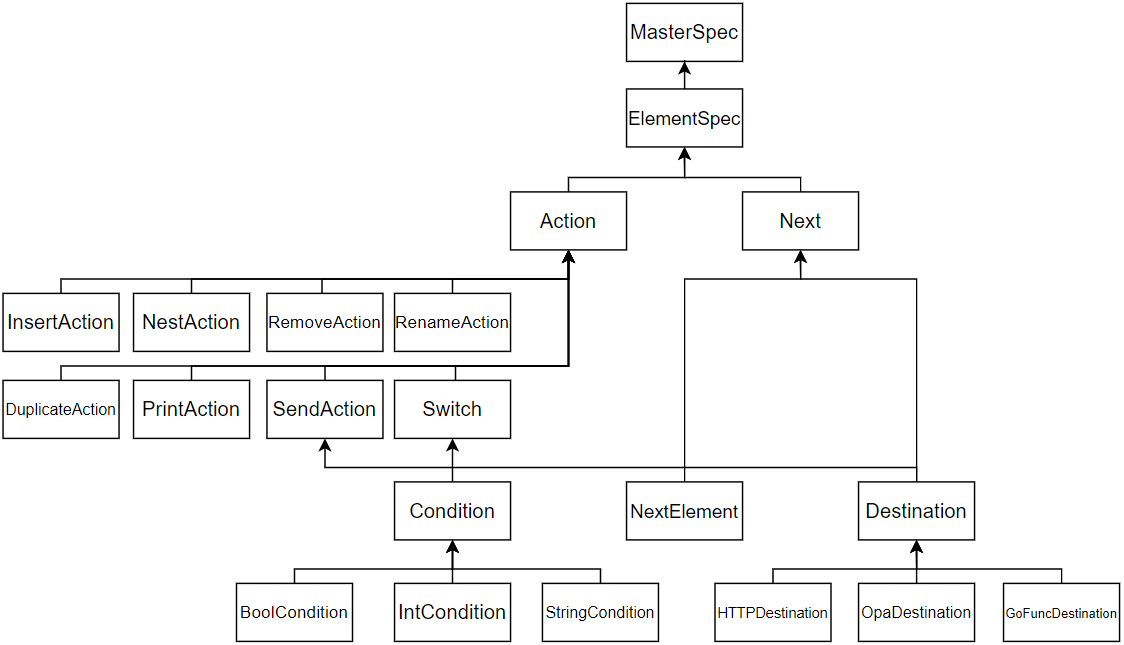 MasterSpec
ElementSpec
Action
Next
InsertAction
NestAction
RemoveAction
RenameAction
DuplicateAction
PrintAction
SendAction
Switch
Condition
NextElement
Destination
BoolCondition
IntCondition
StringCondition
HTTPDestination
OpaDestination
GoFuncDestination